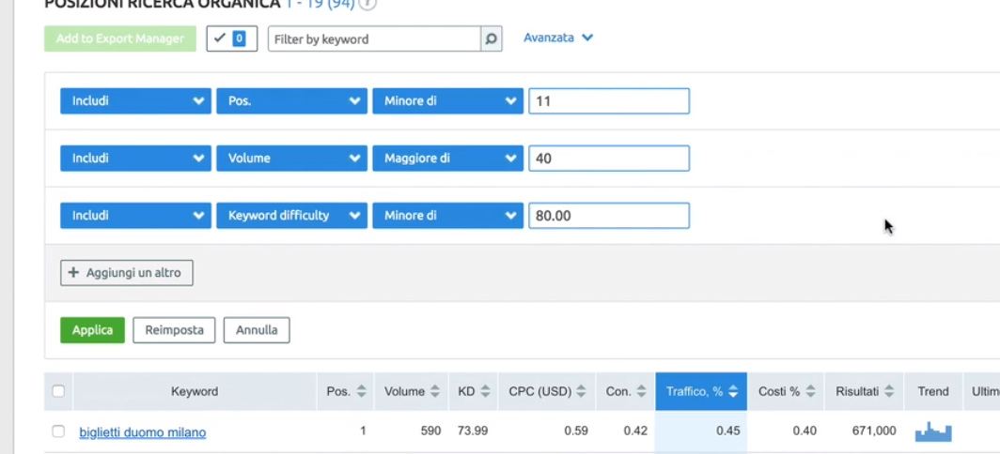 POSIZIONI RICERCA ORGANICA 1 - 19 (94) i
Add to Export Manager 0 Filter by keyword Avanzata
Includi Pos. Minore di 11
Includi Volume Maggiore di 40
Includi Keyword difficulty Minore di 80.00
+ Aggiungi un altro
Applica Reimposta Annulla
Keyword Pos. Volume KD CPC (USD) Con. Traffico, % Costi % Risultati Trend Ultim
biglietti duomo milano 1 590 73.99 0.59 0.42 0.45 0.40 671,000